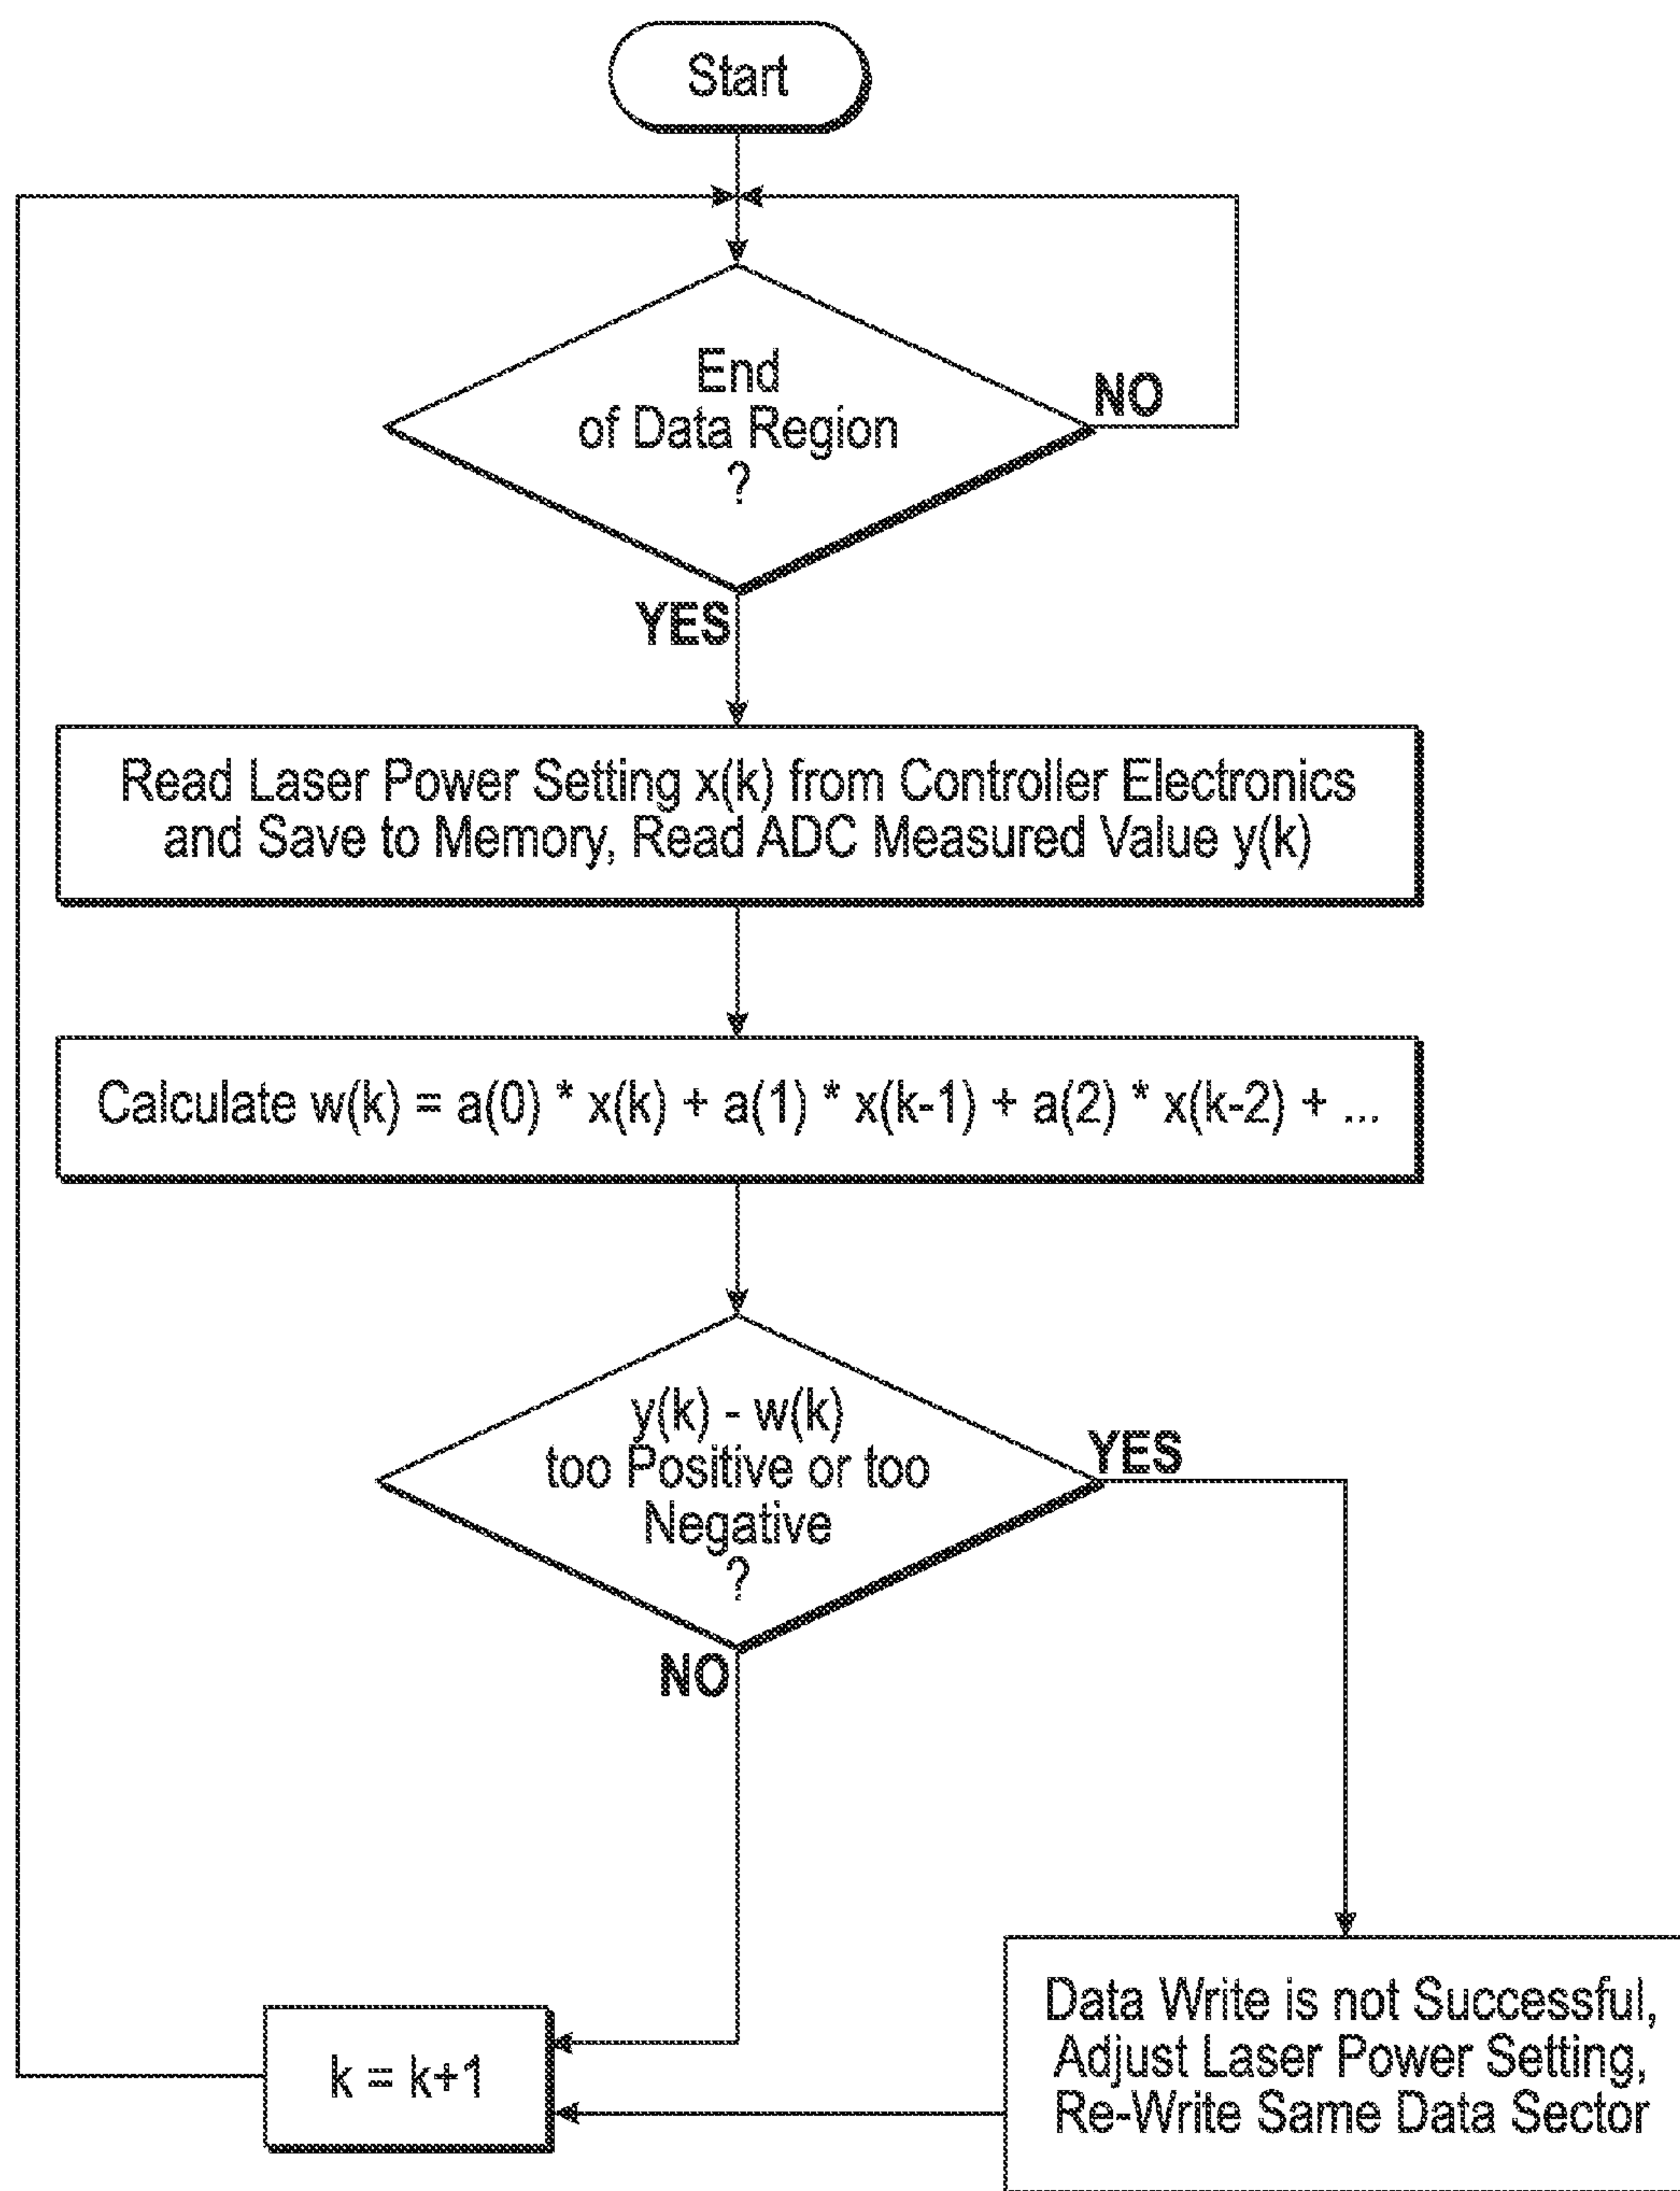 Start
End
of Data Region
?
NO
YES
Read Laser Power Setting x(k) from Controller Electronics
and Save to Memory, Read ADC Measured Value y(k)
Calculate w(k) = a(0) * x(k) + a(1) * x(k-1) + a(2) * x(k-2) + ...
y(k) - w(k)
too Positive or too
Negative
?
YES
NO
Data Write is not Successful,
Adjust Laser Power Setting,
Re-Write Same Data Sector
k = k+1